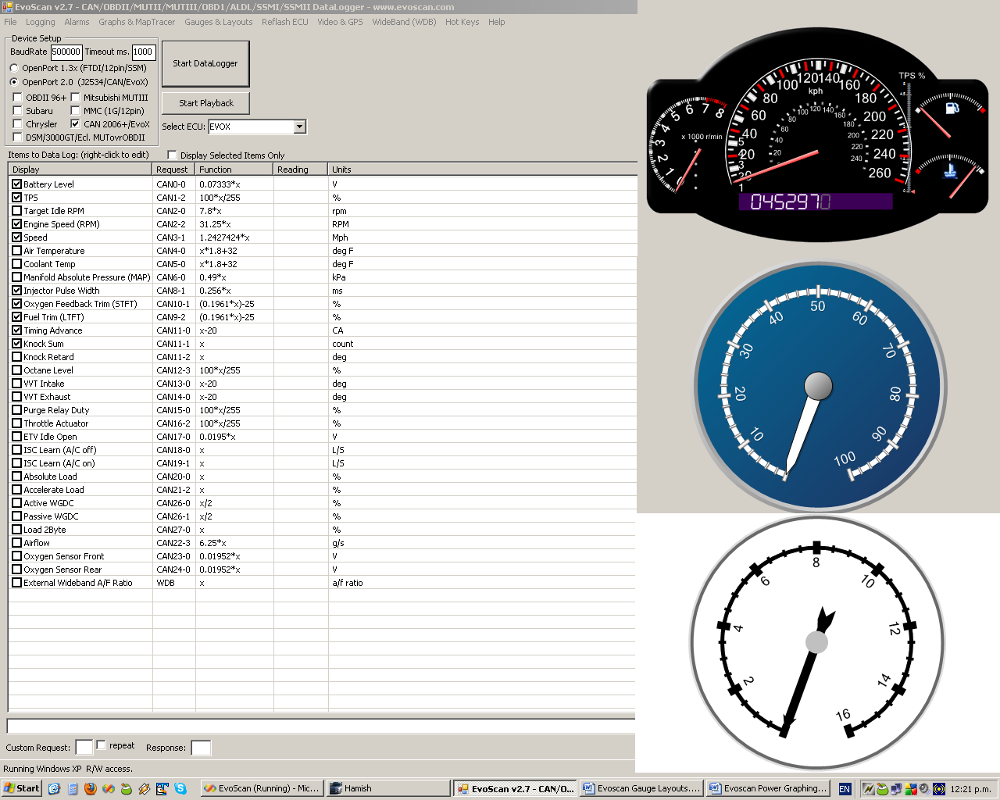 EvoScan v2.7 - CAN/OBDII/MUTII/MUTIII/OBD1/ALDL/SSMI/SSMII DataLogger - www.evoscan.com
File Logging Alarms Graphs & MapTracer Gauges & Layouts Reflash ECU Video & GPS WideBand (WDB) Hot Keys Help
Device Setup
BaudRate 500000 Timeout ms. 1000
OpenPort 1.3x (FTDI/12pin/SSM)
OpenPort 2.0 (J2534/CAN/EvoX)
OBDII 96+ Mitsubishi MUTIII
Subaru MMC (1G/12pin)
Chrysler CAN 2006+/EvoX
DSM/3000GT/Ecl. MUTovrOBDII
Start DataLogger
Start Playback
Select ECU: EVOX
Items to Data Log: (right-click to edit) Display Selected Items Only
Display Request Function Reading Units
Battery Level CAN0-0 0.07333*x V
TPS CAN1-2 100*x/255 %
Target Idle RPM CAN2-0 7.8*x rpm
Engine Speed (RPM) CAN2-2 31.25*x RPM
Speed CAN3-1 1.2427424*x Mph
Air Temperature CAN4-0 x*1.8+32 deg F
Coolant Temp CAN5-0 x*1.8+32 deg F
Manifold Absolute Pressure (MAP) CAN6-0 0.49*x kPa
Injector Pulse Width CAN8-1 0.256*x ms
Oxygen Feedback Trim (STFT) CAN10-1 (0.1961*x)-25 %
Fuel Trim (LTFT) CAN9-2 (0.1961*x)-25 %
Timing Advance CAN11-0 x-20 CA
Knock Sum CAN11-1 x count
Knock Retard CAN11-2 x deg
Octane Level CAN12-3 100*x/255 %
VVT Intake CAN13-0 x-20 deg
VVT Exhaust CAN14-0 x-20 deg
Purge Relay Duty CAN15-0 100*x/255 %
Throttle Actuator CAN16-2 100*x/255 %
ETV Idle Open CAN17-0 0.0195*x V
ISC Learn (A/C off) CAN18-0 x L/S
ISC Learn (A/C on) CAN19-1 x L/S
Absolute Load CAN20-0 x %
Accelerate Load CAN21-2 x %
Active WGDC CAN26-0 x/2 %
Passive WGDC CAN26-1 x/2 %
Load 2Byte CAN27-0 x %
Airflow CAN22-3 6.25*x g/s
Oxygen Sensor Front CAN23-0 0.01952*x V
Oxygen Sensor Rear CAN24-0 0.01952*x V
External Wideband A/F Ratio WDB x a/f ratio
Custom Request: repeat Response:
Running Windows XP R/W access.
1 2 3 4 5 6 7 8
x 1000 r/min
20 40 60 80 100 120 140 160 180 200 220 240 260
kph
20 40 60 80 100 120 140 160 180 200 220 240
1 2 3 4 5
TPS %
0452970
10 20 30 40 50 60 70 80 90 100
2 4 6 8 10 12 14 16
Start EvoScan (Running) - Mic... Hamish EvoScan v2.7 - CAN/O... Evoscan Gauge Layouts.... Evoscan Power Graphing... EN 12:21 p.m.